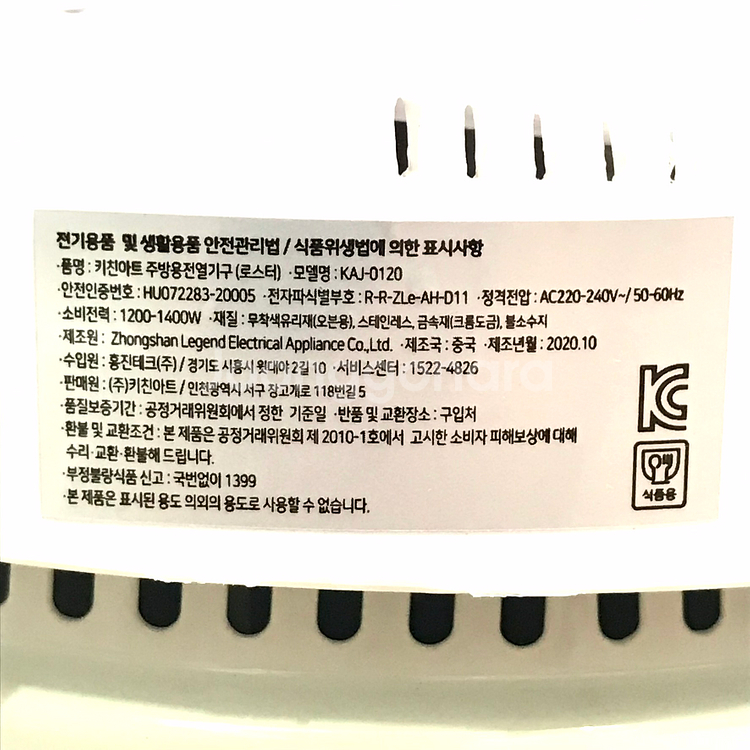 전기용품 및 생활용품 안전관리법 / 식품위생법에 의한 표시사항
·품명 : 키친아트 주방용전열기구 (로스터) ·모델명 : KAJ-0120
·안전인증번호 : HU072283-20005 ·전자파식별부호 : R-R-ZLe-AH-D11 ·정격전압 : AC220-240V~/ 50-60Hz
·소비전력 : 1200-1400W ·재질 : 무착색유리재(오븐용), 스테인레스, 금속재(크롬도금), 불소수지
·제조원 : Zhongshan Legend Electrical Appliance Co.,Ltd. ·제조국 : 중국 ·제조년월 : 2020.10
·수입원 : 홍진테크(주) / 경기도 시흥시 윗대야2길 10 ·서비스센터 : 1522-4826
·판매원 : (주)키친아트 / 인천광역시 서구 장고개로 118번길 5
·품질보증기간 : 공정거래위원회에서 정한 기준일 ·반품 및 교환장소 : 구입처
·환불 및 교환조건 : 본 제품은 공정거래위원회 제 2010-1호에서 고시한 소비자 피해보상에 대해
수리·교환·환불해 드립니다.
·부정불량식품 신고 : 국번없이 1399
·본 제품은 표시된 용도 의외의 용도로 사용할 수 없습니다.
식품용